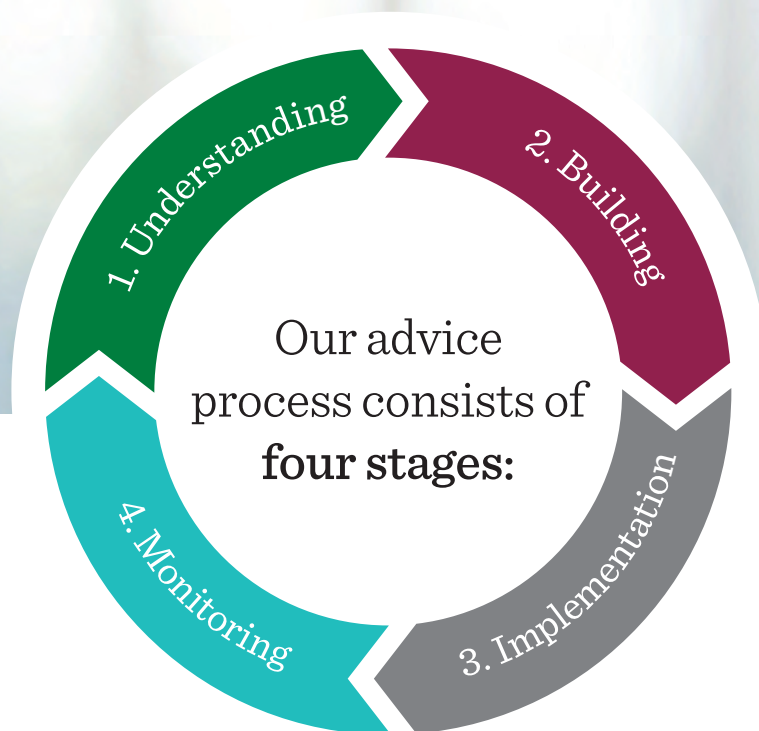 Our advice
process consists of
four stages:
1. Understanding
2. Building
3. Implementation
4. Monitoring